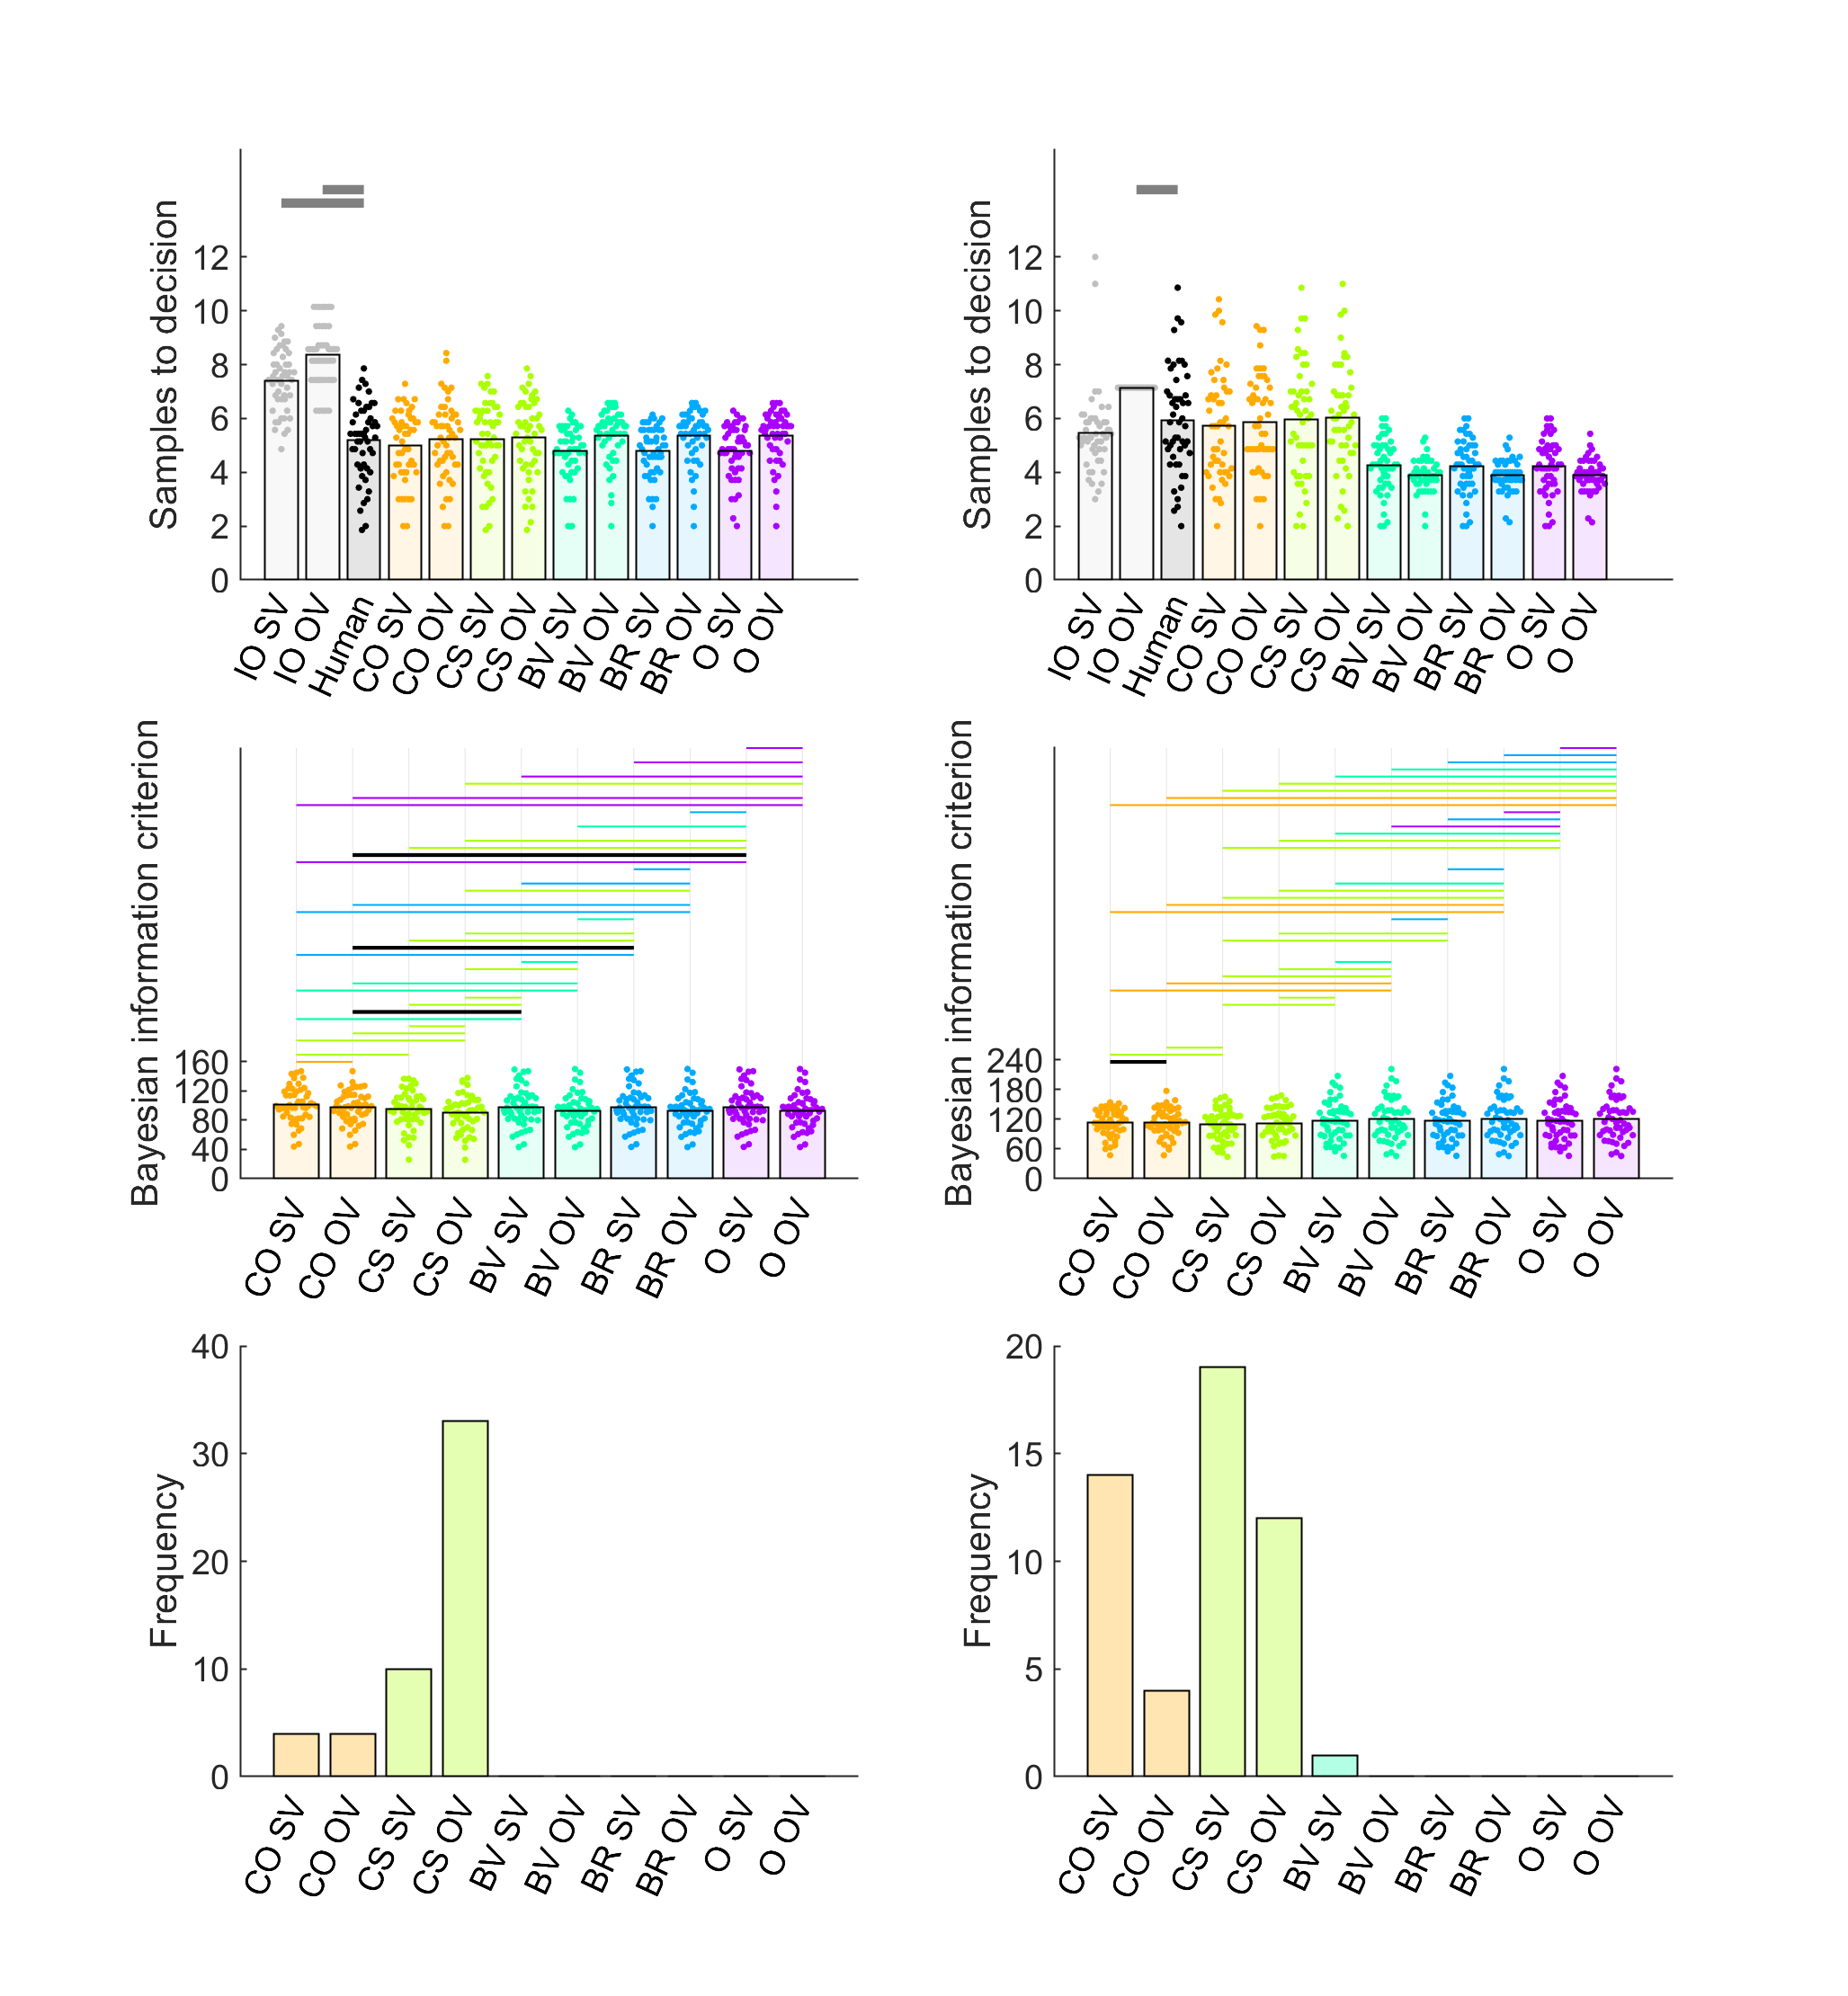 Samples to decision
12
10
8
6
4
2
0
IO SV
IO OV
Human
CO SV
CO OV
CS SV
CS OV
BV SV
BV OV
BR SV
BR OV
O SV
O OV
Samples to decision
12
10
8
6
4
2
0
IO SV
IO OV
Human
CO SV
CO OV
CS SV
CS OV
BV SV
BV OV
BR SV
BR OV
O SV
O OV
Bayesian information criterion
160
120
80
40
0
CO SV
CO OV
CS SV
CS OV
BV SV
BV OV
BR SV
BR OV
O SV
O OV
Bayesian information criterion
240
180
120
60
0
CO SV
CO OV
CS SV
CS OV
BV SV
BV OV
BR SV
BR OV
O SV
O OV
Frequency
40
30
20
10
0
CO SV
CO OV
CS SV
CS OV
BV SV
BV OV
BR SV
BR OV
O SV
O OV
Frequency
20
15
10
5
0
CO SV
CO OV
CS SV
CS OV
BV SV
BV OV
BR SV
BR OV
O SV
O OV